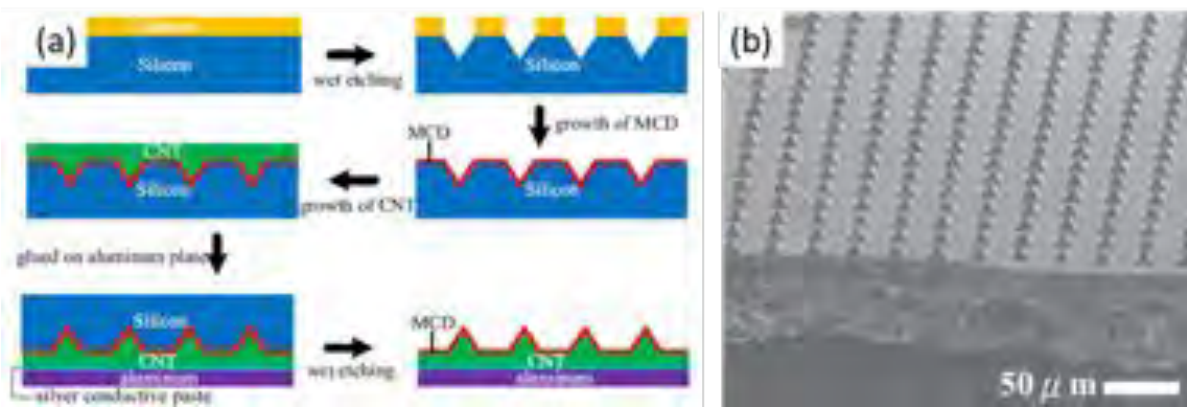 (a)
Silicon
wet etching
Silicon
growth of MCD
CNT
Silicon
growth of CNT
MCD
Silicon
glued on aluminum plate
Silicon
CNT
aluminum
silver conductive paste
wet etching
MCD
CNT
aluminum
(b)
50 μ m